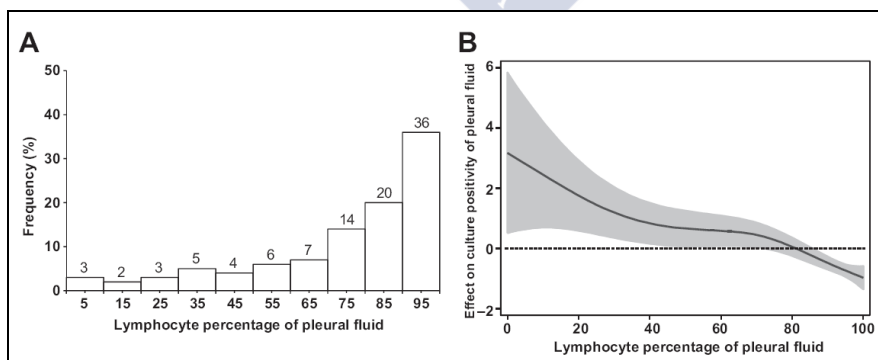 A
Frequency (%)
50
40
30
20
10
0
3
2
3
5
4
6
7
14
20
36
5 15 25 35 45 55 65 75 85 95
Lymphocyte percentage of pleural fluid
B
Effect on culture positivity of pleural fluid
6
4
2
0
−2
0 20 40 60 80 100
Lymphocyte percentage of pleural fluid